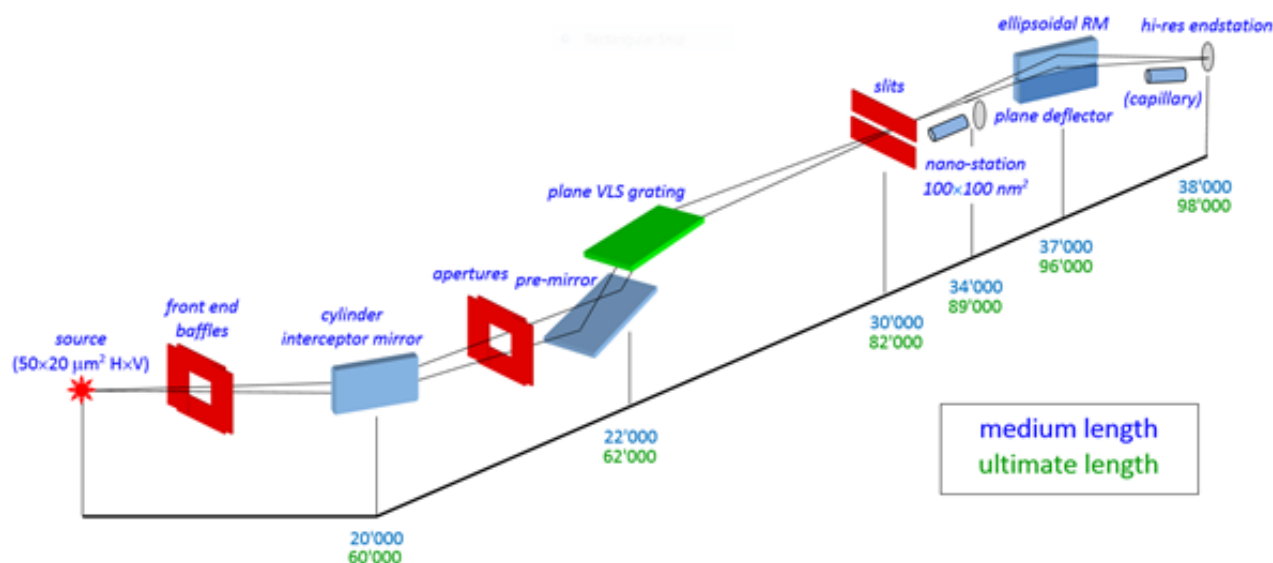 source
(50×20 μm² H×V)
front end
baffles
cylinder
interceptor mirror
apertures
pre-mirror
plane VLS grating
slits
nano-station
100×100 nm²
ellipsoidal RM
plane deflector
hi-res endstation
(capillary)
20'000
60'000
22'000
62'000
30'000
82'000
34'000
89'000
37'000
96'000
38'000
98'000
medium length
ultimate length